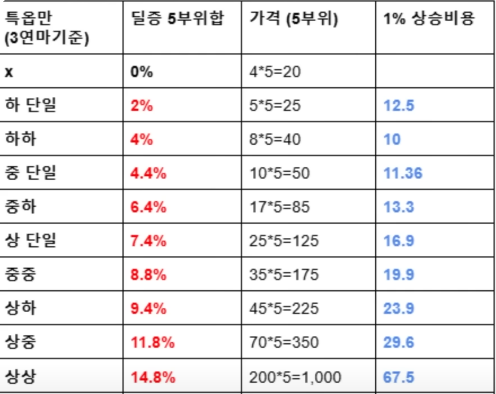 특옵만 딜증 5부위합 가격 (5부위) 1% 상승비용
(3연마기준)
x 0% 4*5=20
하 단일 2% 5*5=25 12.5
하하 4% 8*5=40 10
중 단일 4.4% 10*5=50 11.36
중하 6.4% 17*5=85 13.3
상 단일 7.4% 25*5=125 16.9
중중 8.8% 35*5=175 19.9
상하 9.4% 45*5=225 23.9
상중 11.8% 70*5=350 29.6
상상 14.8% 200*5=1,000 67.5